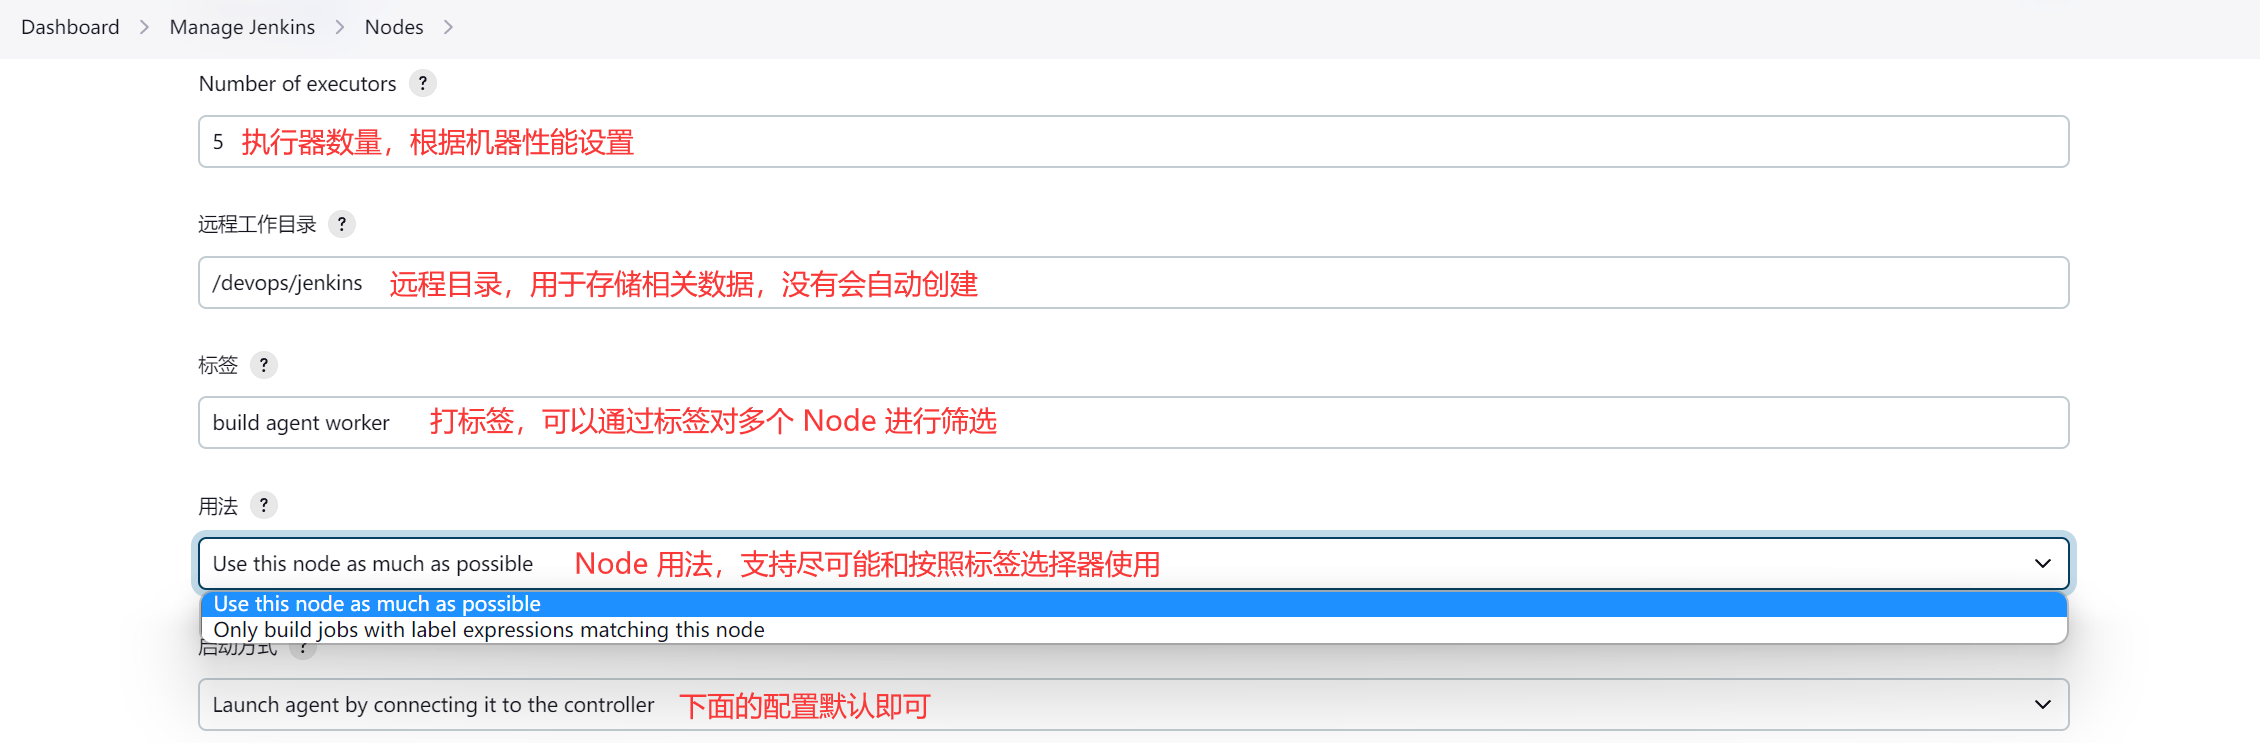 Dashboard > Manage Jenkins > Nodes >
Number of executors ?
5 执行器数量，根据机器性能设置
远程工作目录 ?
/devops/jenkins 远程目录，用于存储相关数据，没有会自动创建
标签 ?
build agent worker 打标签，可以通过标签对多个 Node 进行筛选
用法 ?
Use this node as much as possible Node 用法，支持尽可能和按照标签选择器使用
Use this node as much as possible
Only build jobs with label expressions matching this node
启动方式 ?
Launch agent by connecting it to the controller 下面的配置默认即可